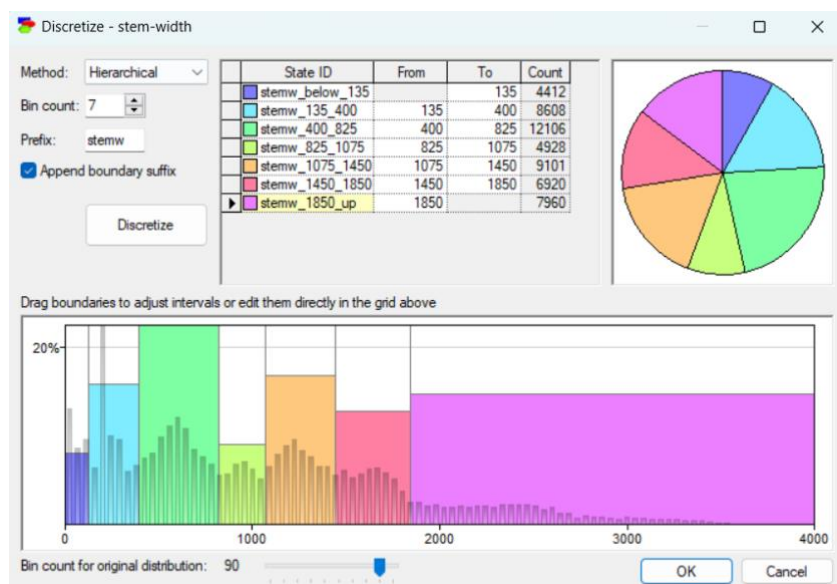 Discretize - stem-width
Method: Hierarchical
Bin count: 7
Prefix: stemw
Append boundary suffix
Discretize
State ID From To Count
stemw_below_135 135 4412
stemw_135_400 135 400 8608
stemw_400_825 400 825 12106
stemw_825_1075 825 1075 4928
stemw_1075_1450 1075 1450 9101
stemw_1450_1850 1450 1850 6920
stemw_1850_up 1850 7960
Drag boundaries to adjust intervals or edit them directly in the grid above
20%
0 1000 2000 3000 4000
Bin count for original distribution: 90
OK Cancel